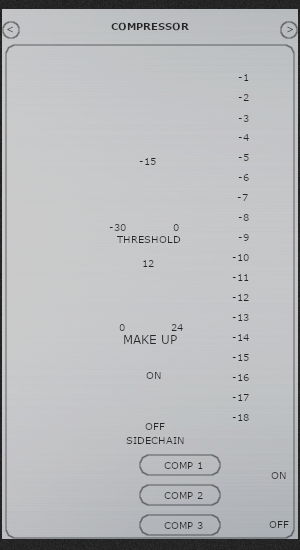 < COMPRESSOR >
-1
-2
-3
-4
-15
-5
-6
-7
-8
-30 0
THRESHOLD
-9
12
-10
-11
-12
-13
0 24
-14
MAKE UP
-15
ON
-16
-17
-18
OFF
SIDECHAIN
COMP 1
ON
COMP 2
COMP 3
OFF